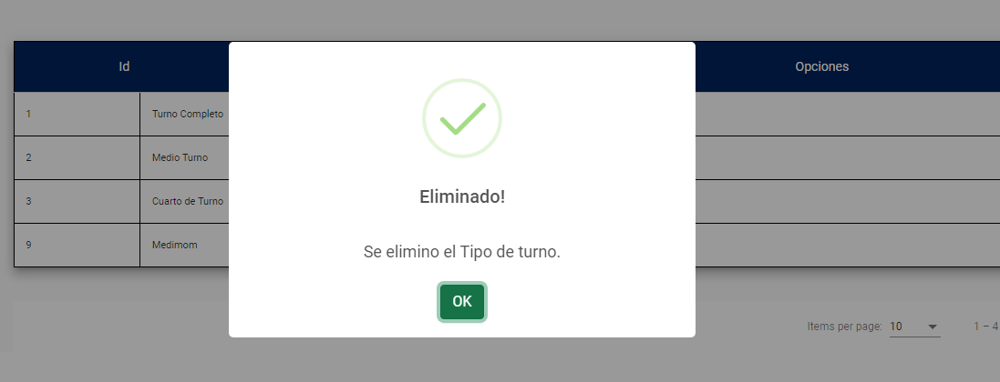 Id
Opciones
1 Turno Completo
2 Medio Turno
3 Cuarto de Turno
9 Medimom
Eliminado!
Se elimino el Tipo de turno.
OK
Items per page: 10 1 – 4